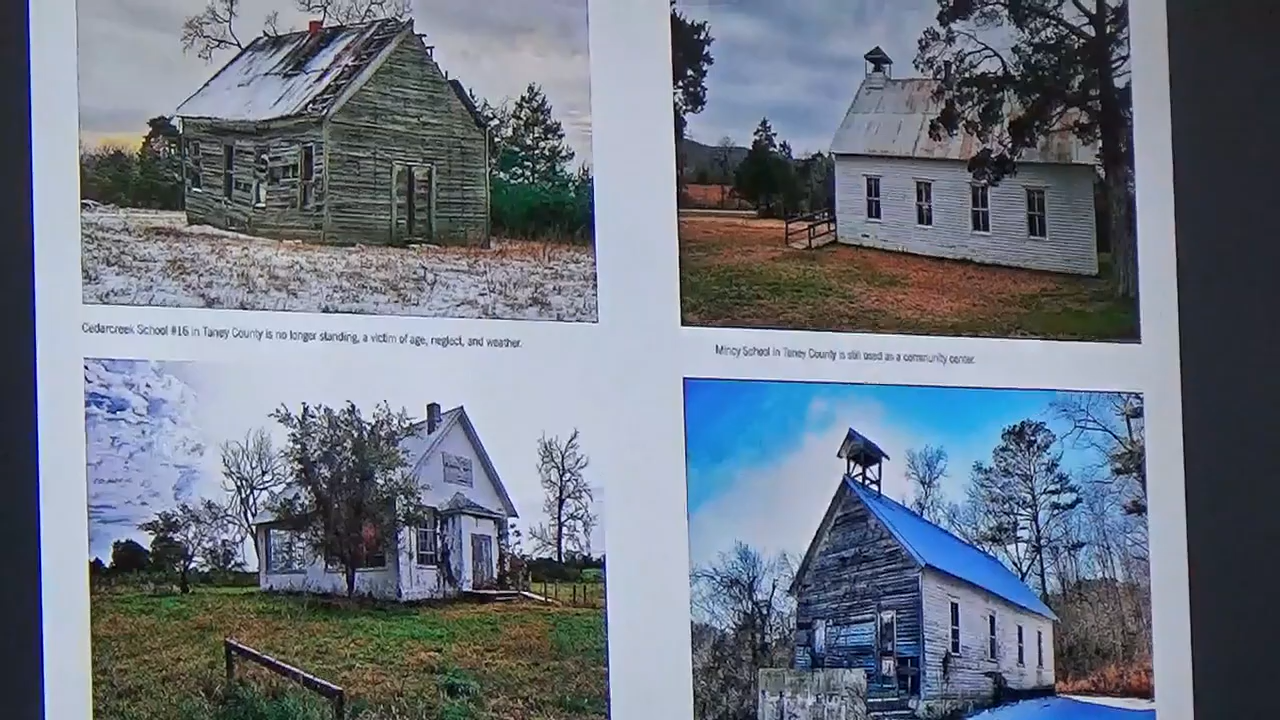 Cedarcreek School #16 in Taney County is no longer standing, a victim of age, neglect, and weather.
Mincy School in Taney County is still used as a community center.